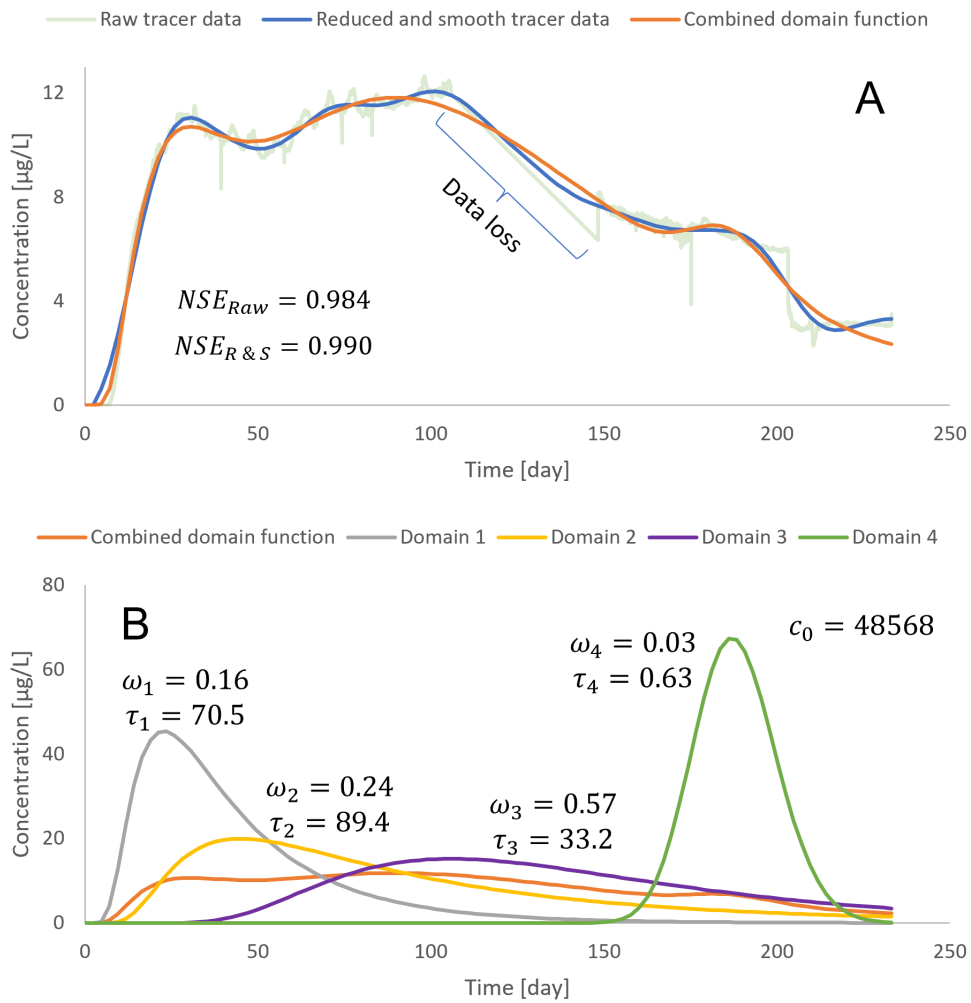 Raw tracer data Reduced and smooth tracer data Combined domain function
A
Concentration [µg/L]
12
8
4
0
Data loss
NSE_Raw = 0.984
NSE_R & S = 0.990
0 50 100 150 200 250
Time [day]
Combined domain function Domain 1 Domain 2 Domain 3 Domain 4
B
Concentration [µg/L]
80
60
40
20
0
ω₁ = 0.16
τ₁ = 70.5
ω₂ = 0.24
τ₂ = 89.4
ω₃ = 0.57
τ₃ = 33.2
ω₄ = 0.03
τ₄ = 0.63
c₀ = 48568
0 50 100 150 200 250
Time [day]